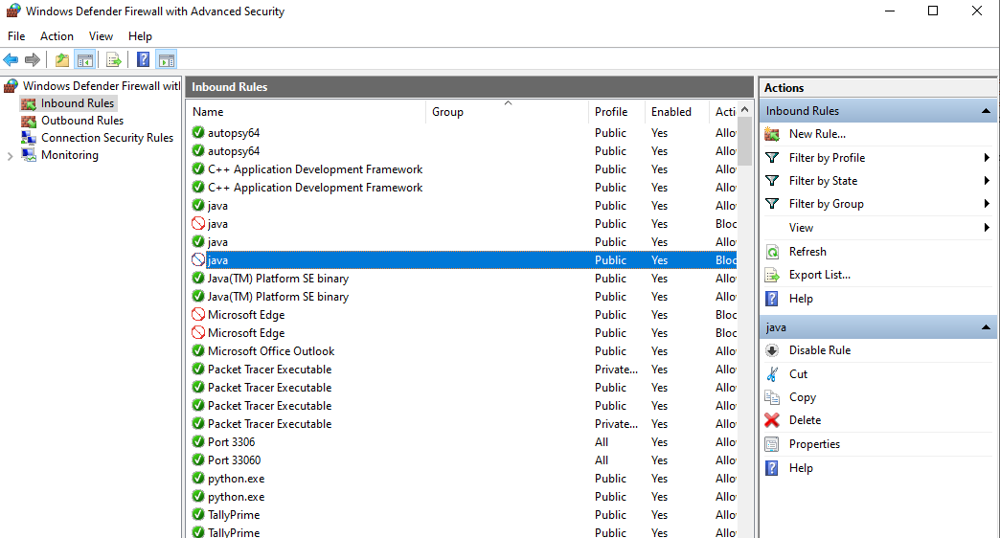 Windows Defender Firewall with Advanced Security
File Action View Help
Windows Defender Firewall wit
Inbound Rules
Outbound Rules
Connection Security Rules
Monitoring
Inbound Rules
Name Group Profile Enabled Acti
autopsy64 Public Yes Allo
autopsy64 Public Yes Allo
C++ Application Development Framework Public Yes Allo
C++ Application Development Framework Public Yes Allo
java Public Yes Allo
java Public Yes Bloc
java Public Yes Allo
java Public Yes Bloc
Java(TM) Platform SE binary Public Yes Allo
Java(TM) Platform SE binary Public Yes Allo
Microsoft Edge Public Yes Bloc
Microsoft Edge Public Yes Bloc
Microsoft Office Outlook Public Yes Allo
Packet Tracer Executable Private... Yes Allo
Packet Tracer Executable Public Yes Allo
Packet Tracer Executable Public Yes Allo
Packet Tracer Executable Private... Yes Allo
Port 3306 All Yes Allo
Port 33060 All Yes Allo
python.exe Public Yes Allo
python.exe Public Yes Allo
TallyPrime Public Yes Allo
TallyPrime Public Yes Allo
Actions
Inbound Rules
New Rule...
Filter by Profile
Filter by State
Filter by Group
View
Refresh
Export List...
Help
java
Disable Rule
Cut
Copy
Delete
Properties
Help